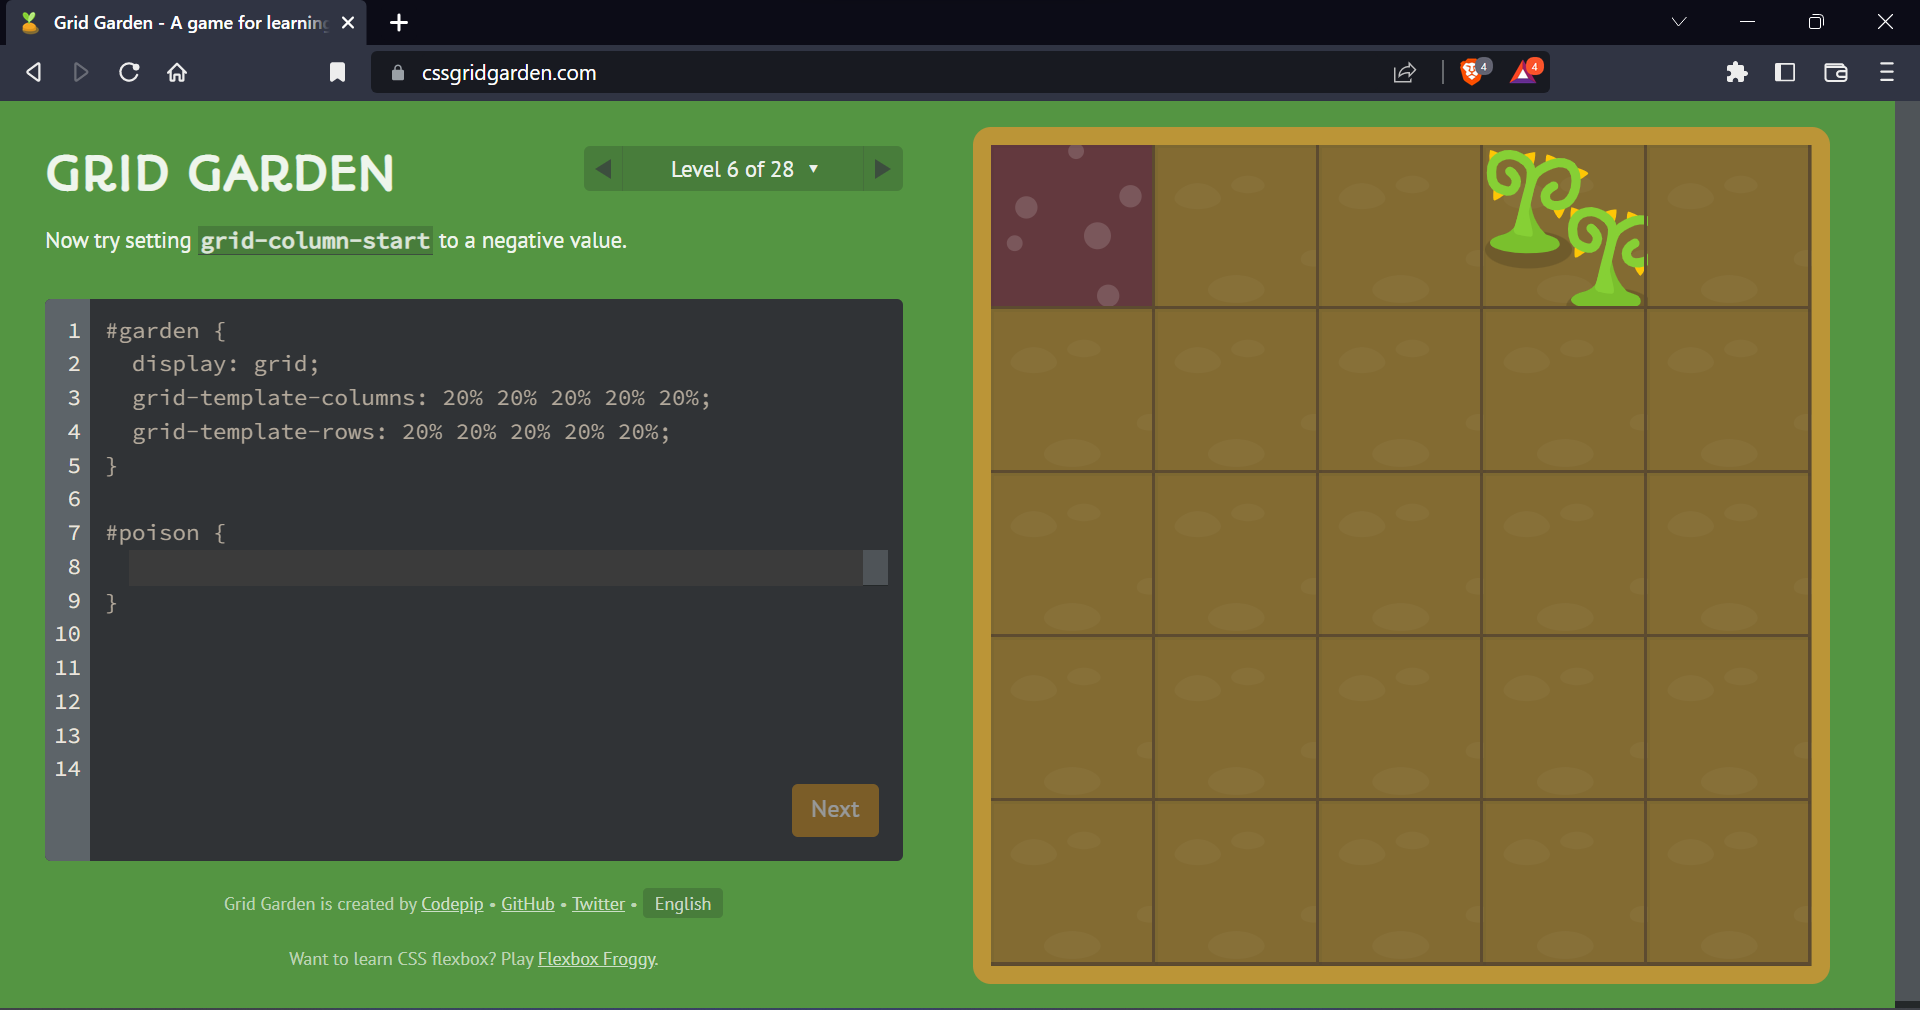 Grid Garden - A game for learnin
cssgridgarden.com
4
4
GRID GARDEN
Level 6 of 28
Now try setting grid-column-start to a negative value.
1 #garden {
2 display: grid;
3 grid-template-columns: 20% 20% 20% 20% 20%;
4 grid-template-rows: 20% 20% 20% 20% 20%;
5 }
6
7 #poison {
8
9 }
10
11
12
13
14
Next
Grid Garden is created by Codepip • GitHub • Twitter • English
Want to learn CSS flexbox? Play Flexbox Froggy.